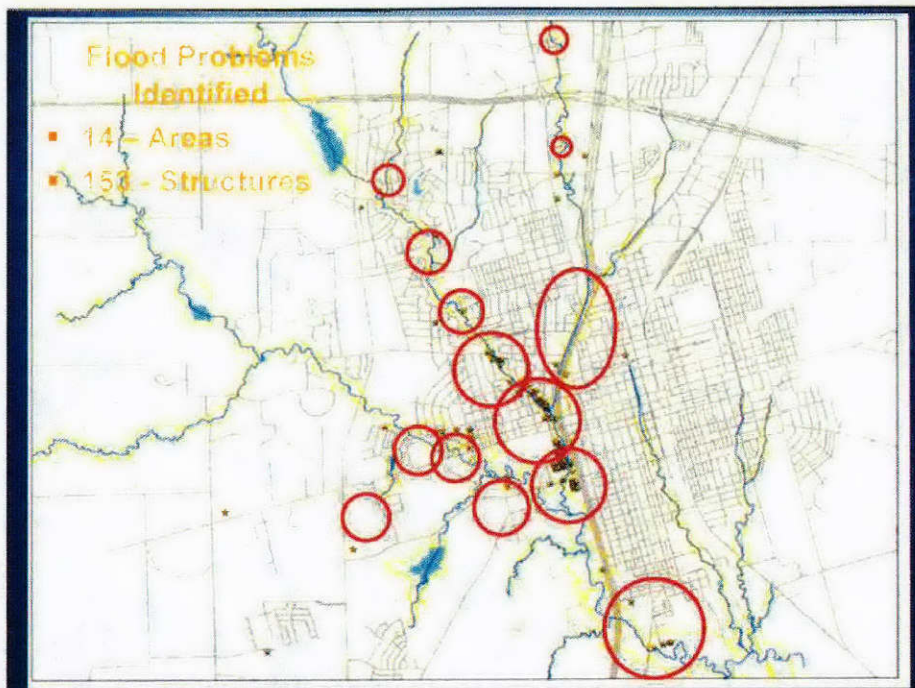 Flood Problems
Identified
▪ 14 - Areas
▪ 153 - Structures